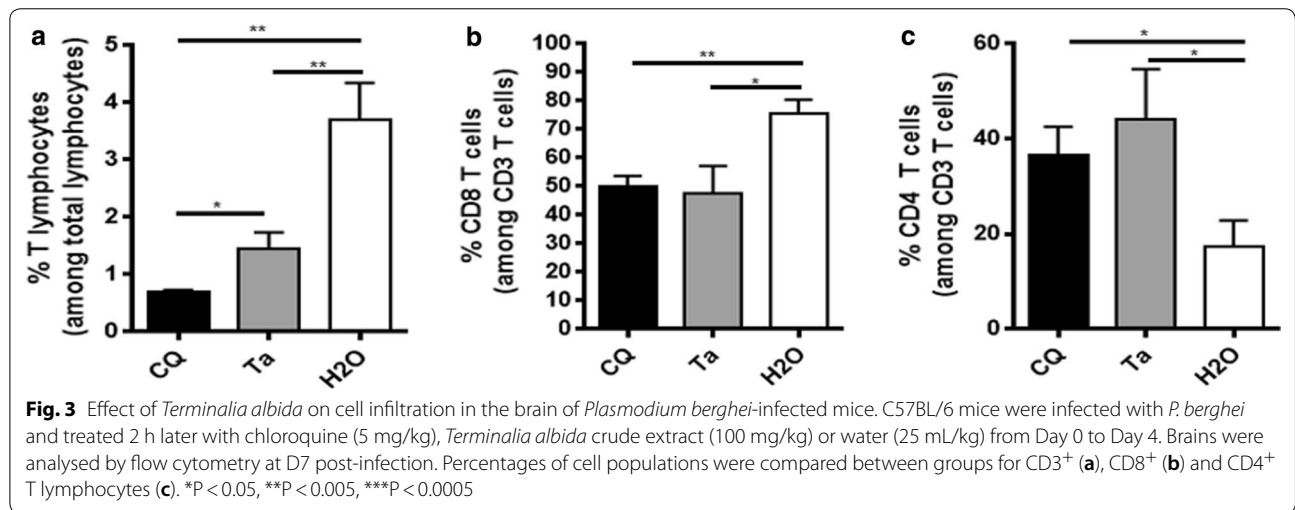 a
% T lymphocytes
(among total lymphocytes)
5
4
3
2
1
0
**
**
*
CQ
Ta
H2O
b
% CD8 T cells
(among CD3 T cells)
100
90
80
70
60
50
40
30
20
10
0
**
*
CQ
Ta
H2O
c
% CD4 T cells
(among CD3 T cells)
60
40
20
0
*
*
CQ
Ta
H2O
Fig. 3 Effect of Terminalia albida on cell infiltration in the brain of Plasmodium berghei-infected mice. C57BL/6 mice were infected with P. berghei
and treated 2 h later with chloroquine (5 mg/kg), Terminalia albida crude extract (100 mg/kg) or water (25 mL/kg) from Day 0 to Day 4. Brains were
analysed by flow cytometry at D7 post-infection. Percentages of cell populations were compared between groups for CD3+ (a), CD8+ (b) and CD4+
T lymphocytes (c). *P < 0.05, **P < 0.005, ***P < 0.0005